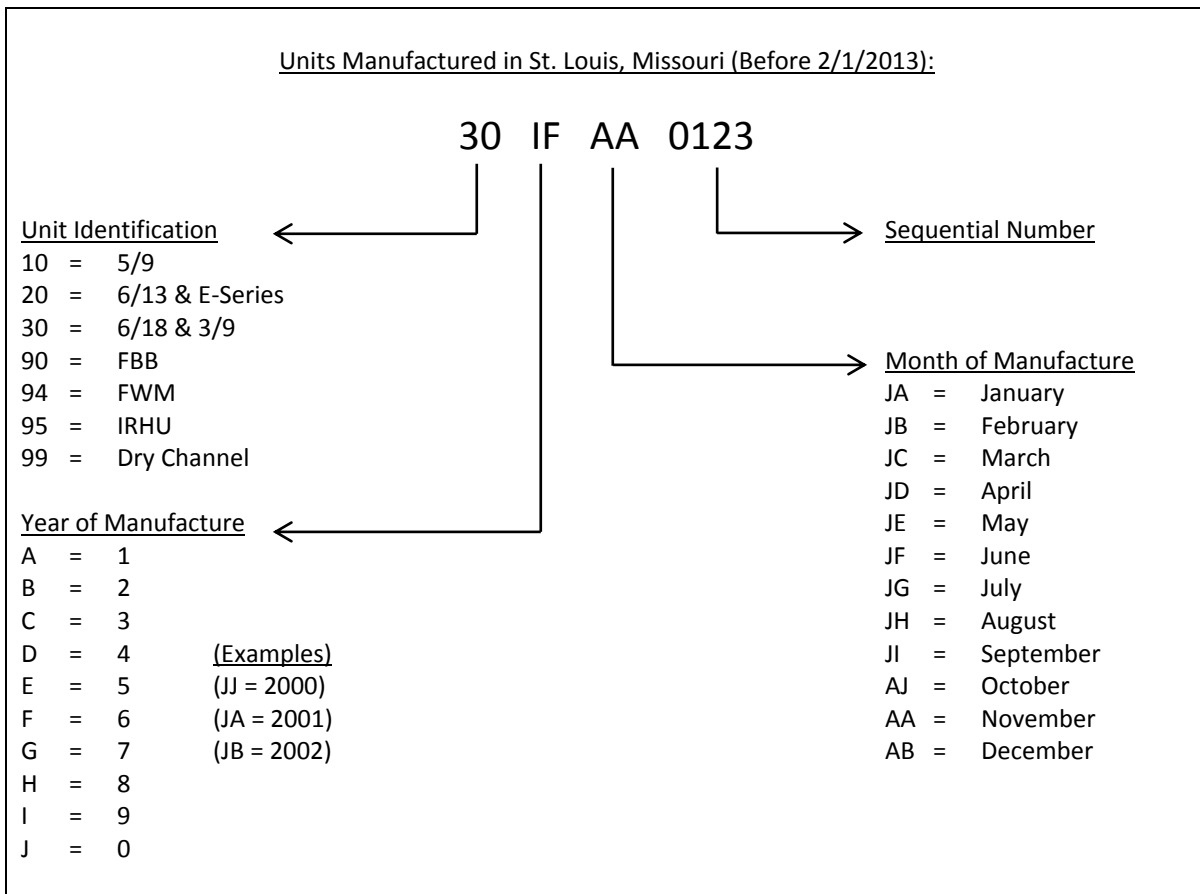 Units Manufactured in St. Louis, Missouri (Before 2/1/2013):
30 IF AA 0123
Unit Identification
10 = 5/9
20 = 6/13 & E-Series
30 = 6/18 & 3/9
90 = FBB
94 = FWM
95 = IRHU
99 = Dry Channel
Year of Manufacture
A = 1
B = 2
C = 3
D = 4 (Examples)
E = 5 (JJ = 2000)
F = 6 (JA = 2001)
G = 7 (JB = 2002)
H = 8
I = 9
J = 0
Sequential Number
Month of Manufacture
JA = January
JB = February
JC = March
JD = April
JE = May
JF = June
JG = July
JH = August
JI = September
AJ = October
AA = November
AB = December